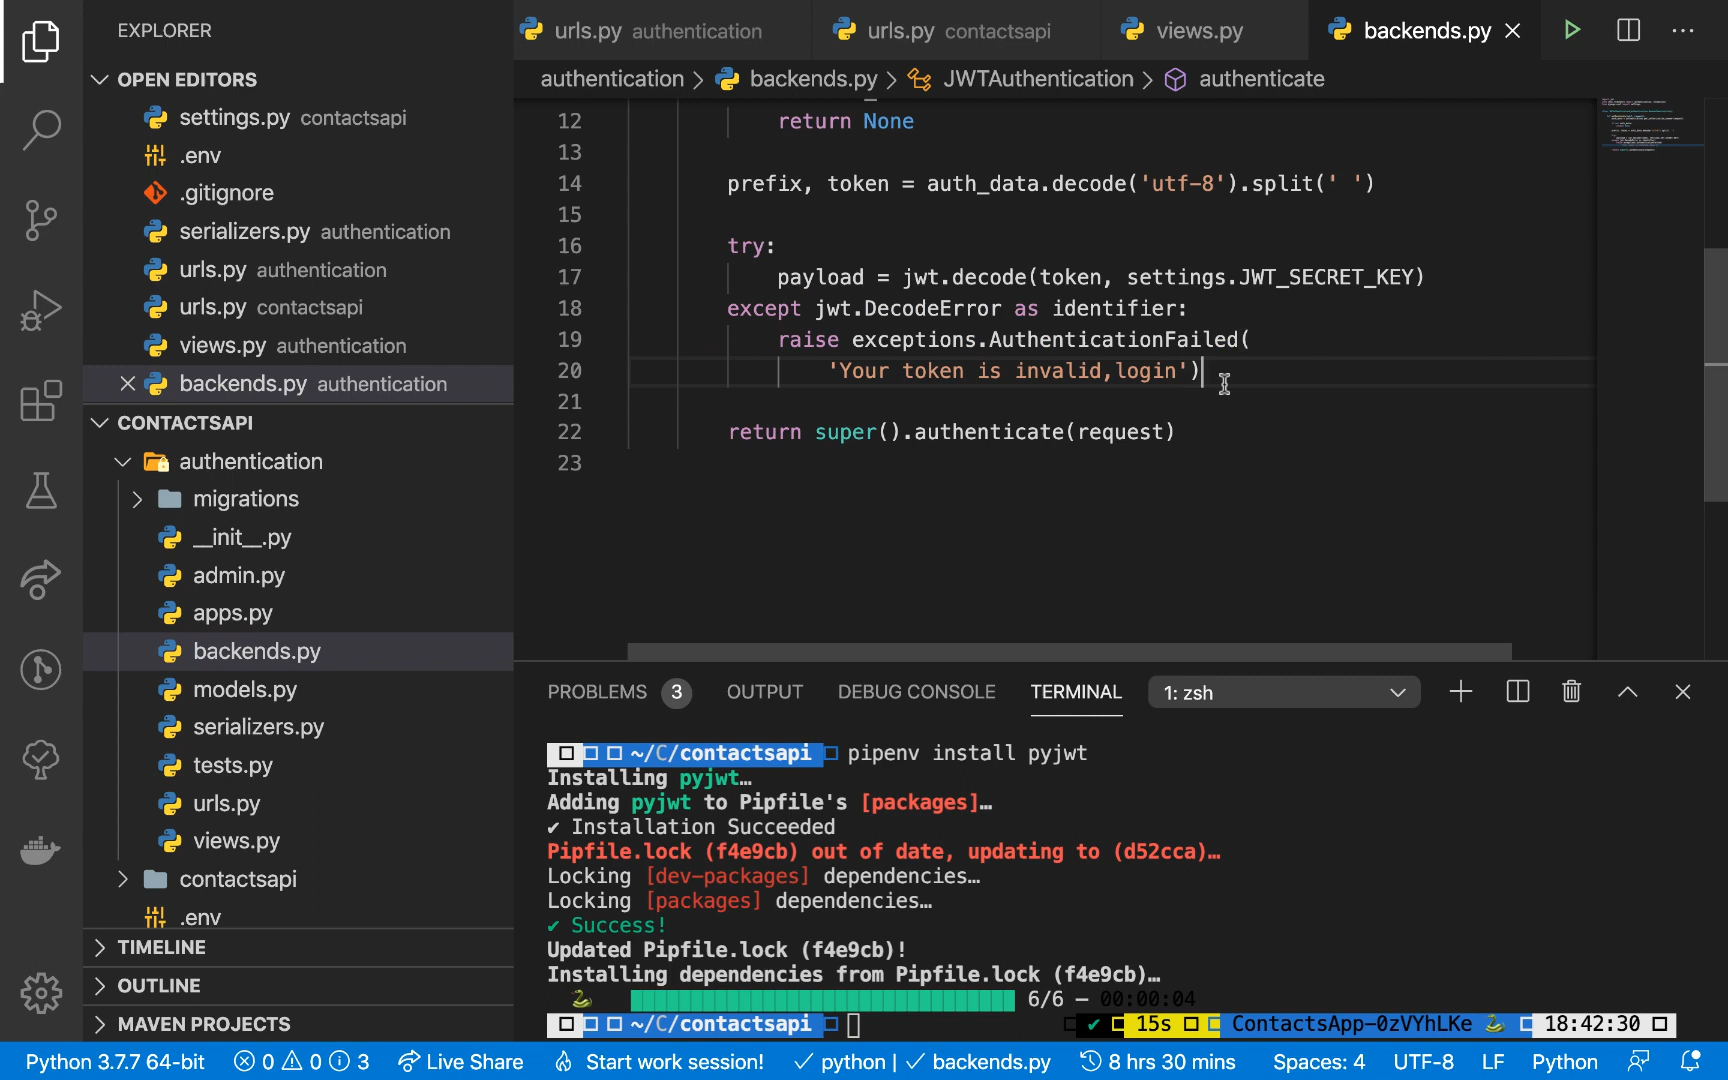 EXPLORER
OPEN EDITORS
settings.py contactsapi
.env
.gitignore
serializers.py authentication
urls.py authentication
urls.py contactsapi
views.py authentication
backends.py authentication
CONTACTSAPI
authentication
migrations
__init__.py
admin.py
apps.py
backends.py
models.py
serializers.py
tests.py
urls.py
views.py
contactsapi
.env
TIMELINE
OUTLINE
MAVEN PROJECTS
urls.py authentication
urls.py contactsapi
views.py
backends.py
authentication > backends.py > JWTAuthentication > authenticate
12 return None
13
14 prefix, token = auth_data.decode('utf-8').split(' ')
15
16 try:
17 payload = jwt.decode(token, settings.JWT_SECRET_KEY)
18 except jwt.DecodeError as identifier:
19 raise exceptions.AuthenticationFailed(
20 'Your token is invalid,login')
21
22 return super().authenticate(request)
23
PROBLEMS 3 OUTPUT DEBUG CONSOLE TERMINAL 1: zsh
~/C/contactsapi pipenv install pyjwt
Installing pyjwt…
Adding pyjwt to Pipfile's [packages]…
✔ Installation Succeeded
Pipfile.lock (f4e9cb) out of date, updating to (d52cca)…
Locking [dev-packages] dependencies…
Locking [packages] dependencies…
✔ Success!
Updated Pipfile.lock (f4e9cb)!
Installing dependencies from Pipfile.lock (f4e9cb)…
6/6 — 00:00:04
~/C/contactsapi ✔ 15s ContactsApp-0zVYhLKe 18:42:30
Python 3.7.7 64-bit 0 0 3 Live Share Start work session! ✓ python | ✓ backends.py 8 hrs 30 mins Spaces: 4 UTF-8 LF Python